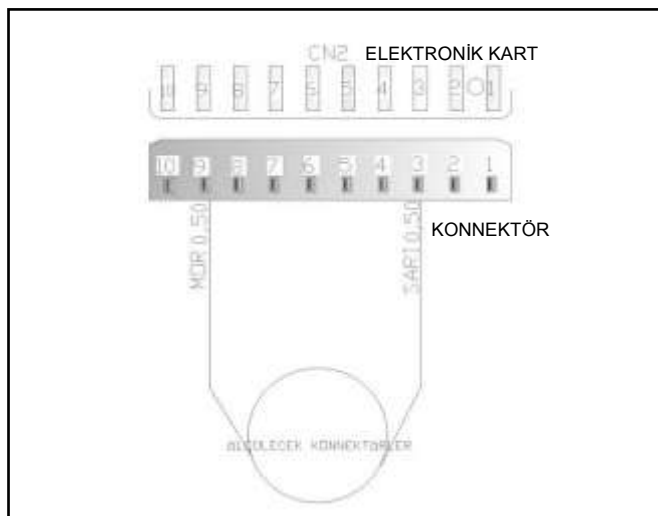 CN2 ELEKTRONİK KART
10 9 8 7 6 5 4 3 2 1
10 9 8 7 6 5 4 3 2 1
KONNEKTÖR
MOR 0,50
SARI 0,50
ÖLÇÜLECEK KONNEKTÖRLER